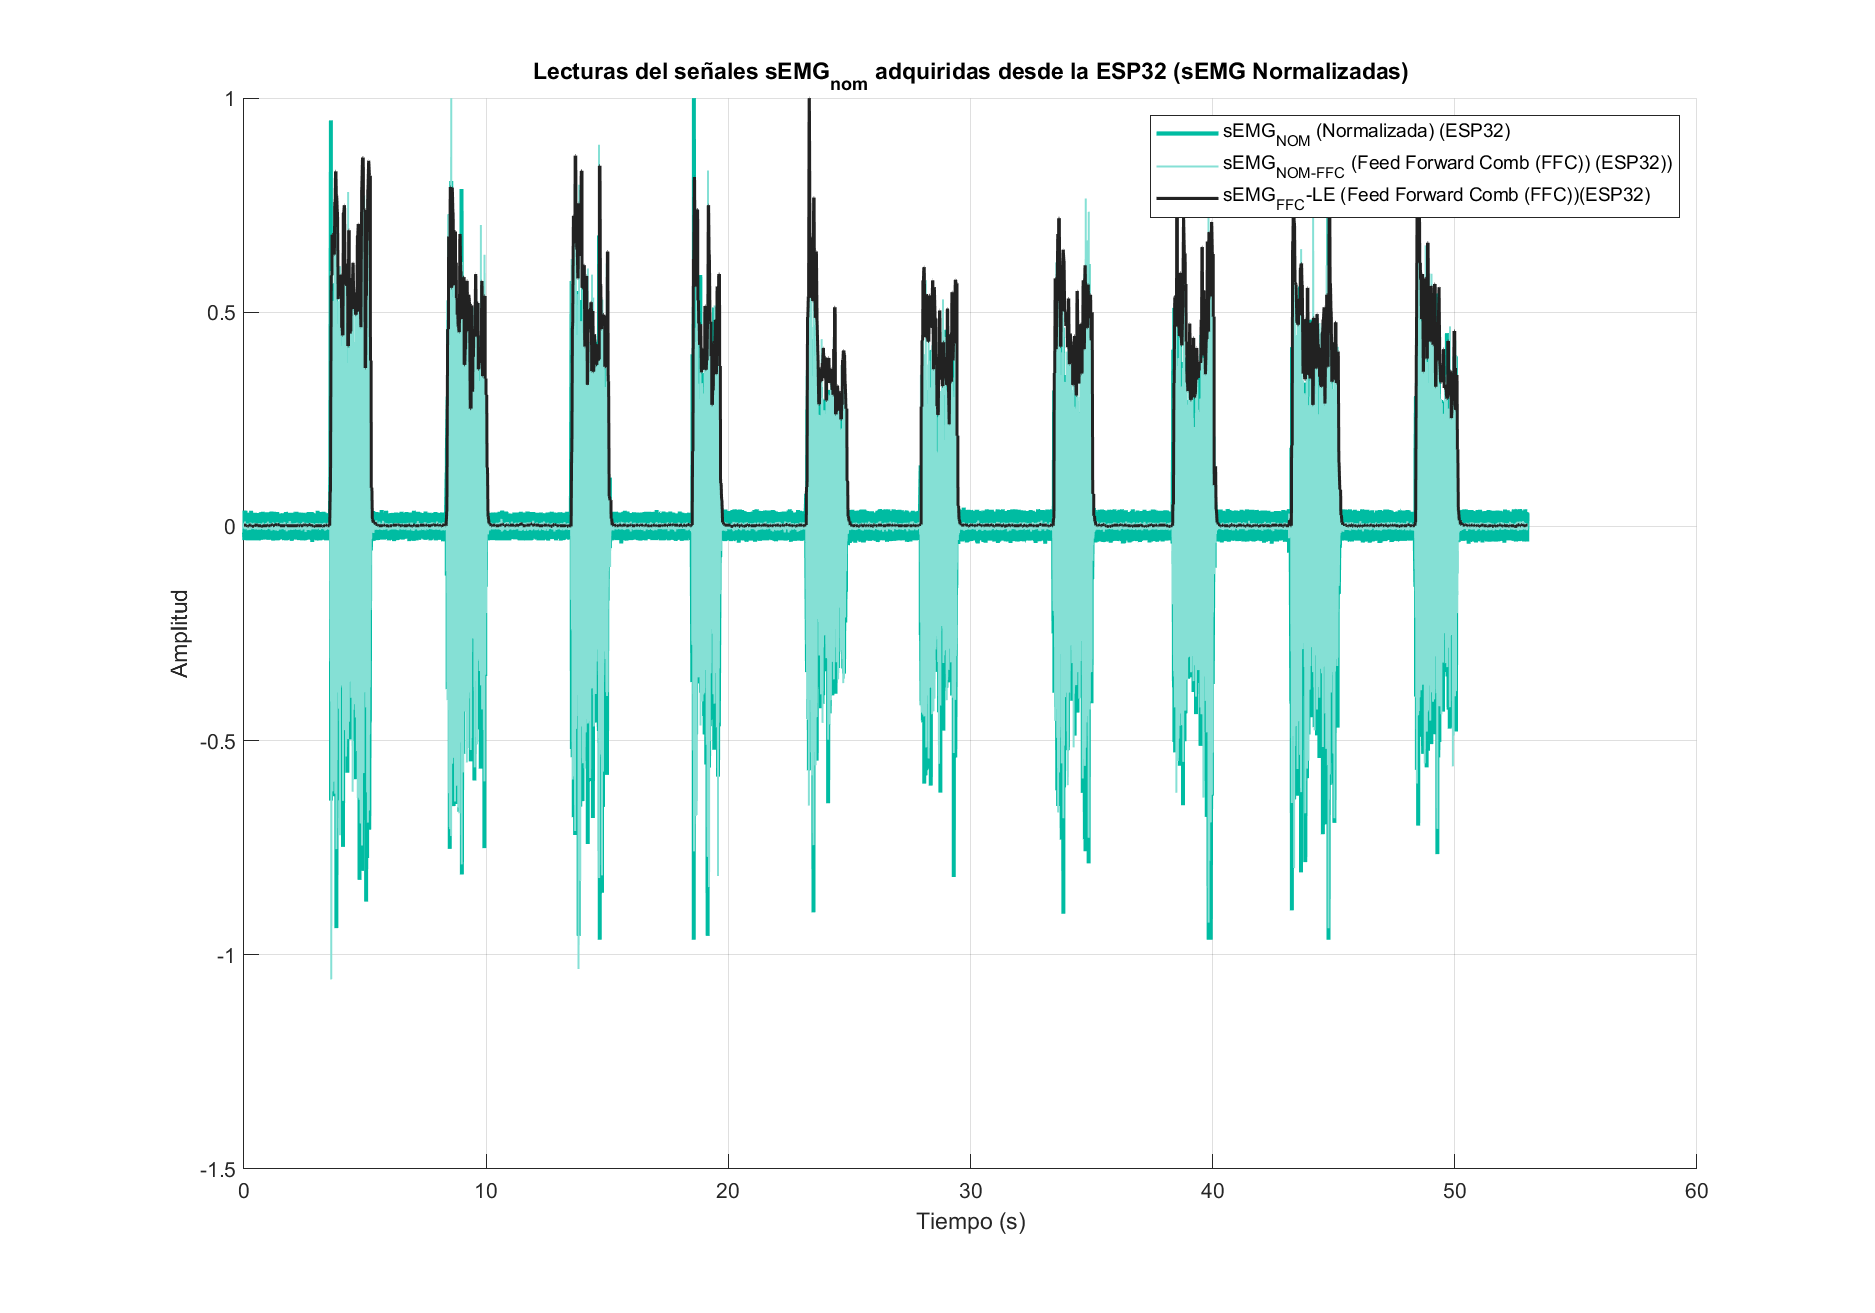 Lecturas del señales sEMGnom adquiridas desde la ESP32 (sEMG Normalizadas)
sEMGNOM (Normalizada) (ESP32)
sEMGNOM-FFC (Feed Forward Comb (FFC)) (ESP32))
sEMGFFC-LE (Feed Forward Comb (FFC))(ESP32)
1
0.5
0
-0.5
-1
-1.5
Amplitud
0 10 20 30 40 50 60
Tiempo (s)